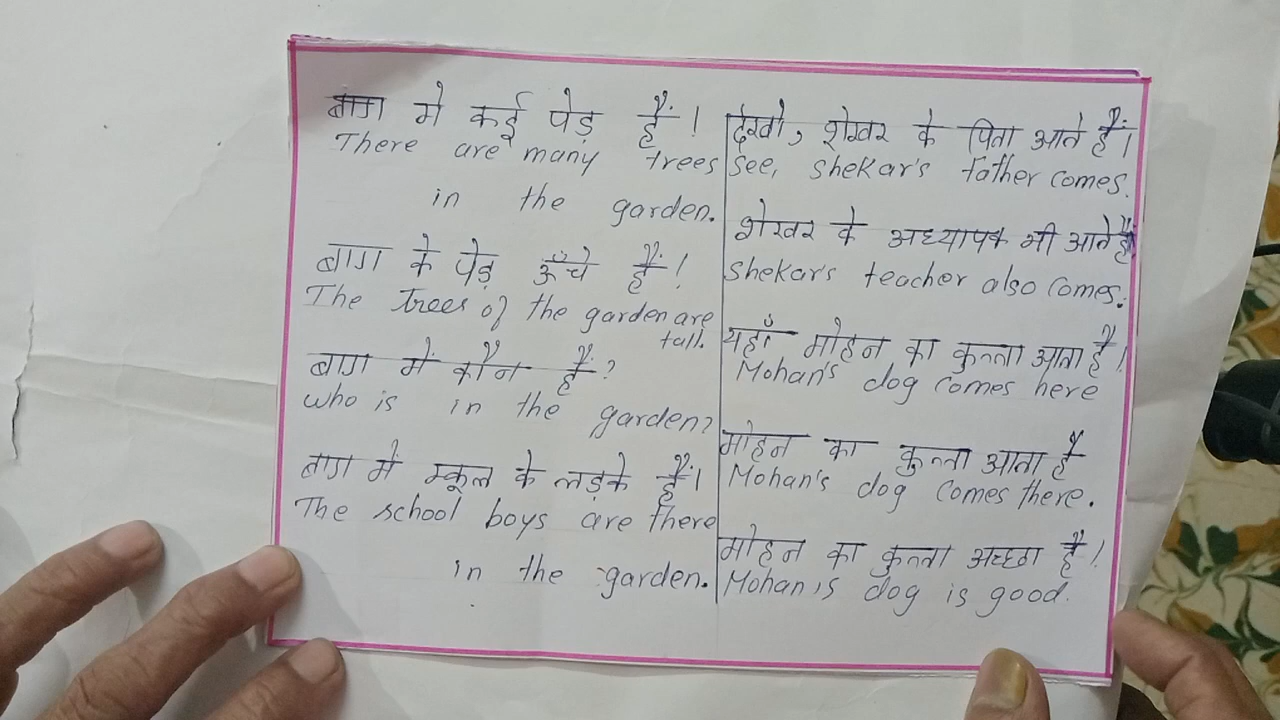 बाग मे कई पेड़ हैं।
There are many trees
in the garden.
बाग के पेड़ ऊँचे हैं!
The trees of the garden are
tall.
बाग में कौन हैं?
who is in the garden?
बाग मे स्कूल के लड़के हैं।
The school boys are there
in the garden.
देखो, शेखर के पिता आते हैं।
See, Shekar's father comes.
शेखर के अध्यापक भी आते हैं
Shekar's teacher also comes.
यहाँ मोहन का कुत्ता आता है!
Mohan's dog comes here
मोहन का कुत्ता आता है
Mohan's dog comes there.
मोहन का कुत्ता अच्छा है!
Mohan's dog is good.